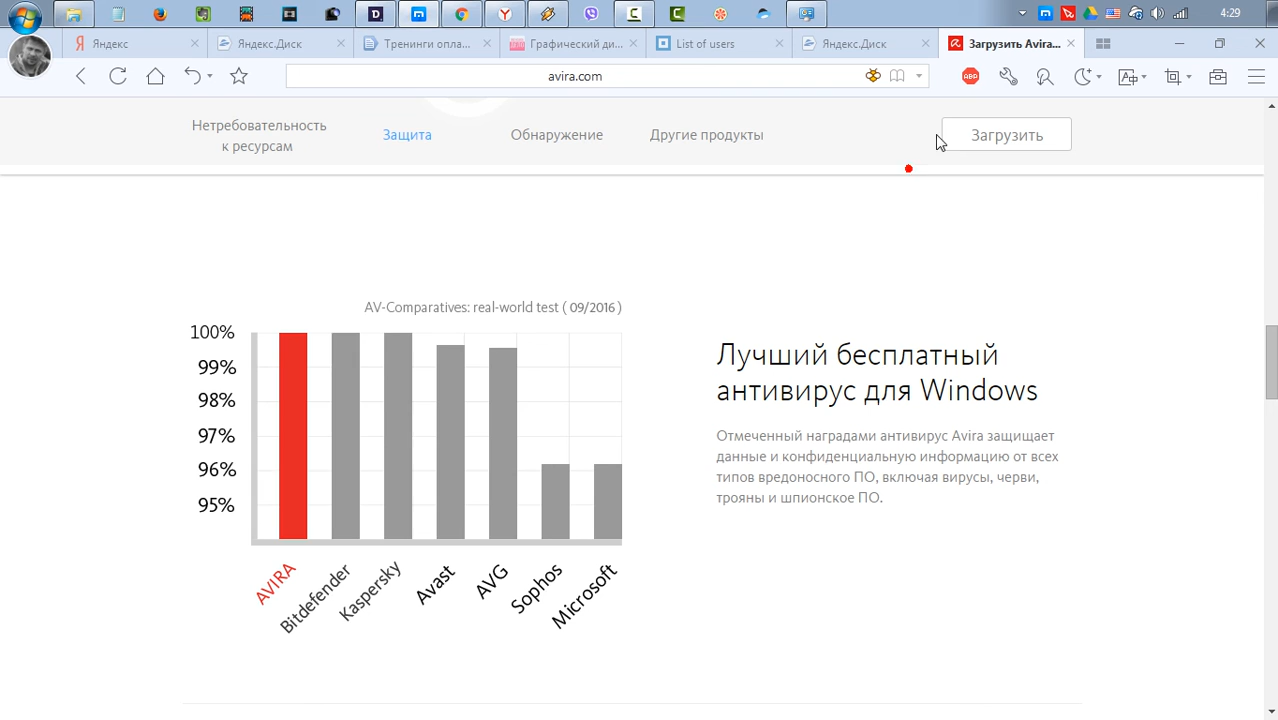 4:29
Яндекс
Яндекс.Диск
Тренинги опла...
Графический ди...
List of users
Яндекс.Диск
Загрузить Avira...
avira.com
ABP
Нетребовательность
к ресурсам
Защита
Обнаружение
Другие продукты
Загрузить
AV-Comparatives: real-world test ( 09/2016 )
100%
99%
98%
97%
96%
95%
AVIRA
Bitdefender
Kaspersky
Avast
AVG
Sophos
Microsoft
Лучший бесплатный
антивирус для Windows
Отмеченный наградами антивирус Avira защищает
данные и конфиденциальную информацию от всех
типов вредоносного ПО, включая вирусы, черви,
трояны и шпионское ПО.